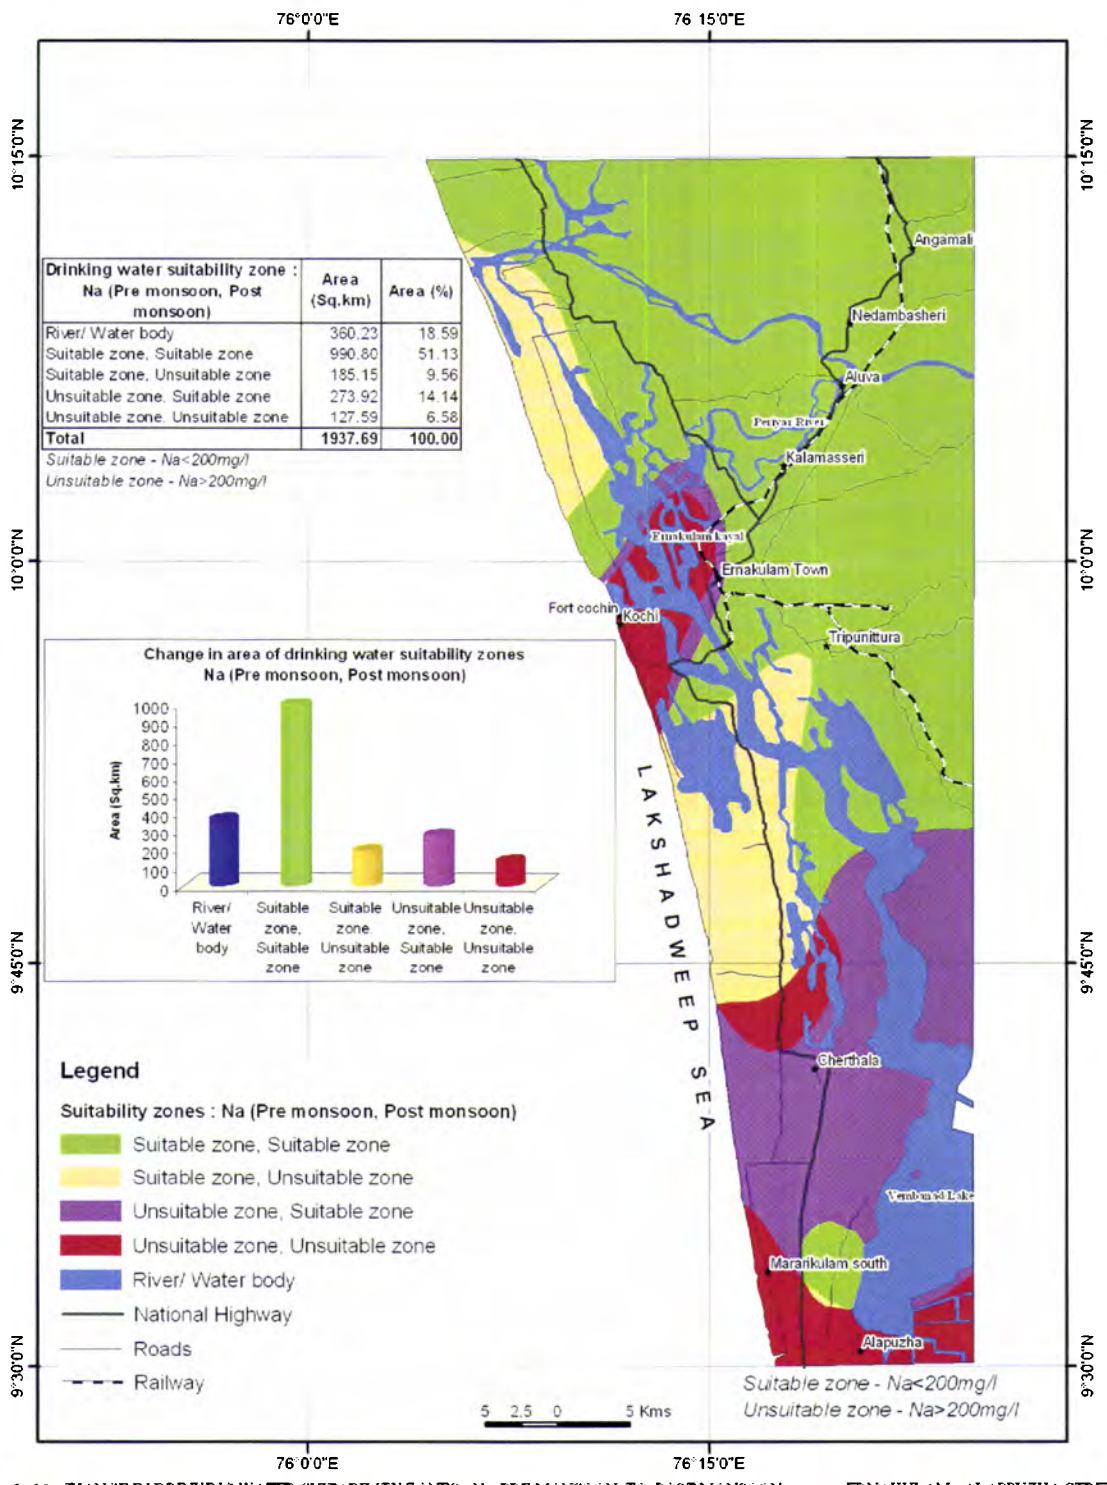 76°0'0"E
76 15'0"E
10°15'0"N
10°15'0"N
Angamali
Drinking water suitability zone :
Na (Pre monsoon, Post
monsoon)
Area
(Sq.km)
Area (%)
River/ Water body 360.23 18.59
Suitable zone, Suitable zone 990.80 51.13
Suitable zone, Unsuitable zone 185.15 9.56
Unsuitable zone. Suitable zone 273.92 14.14
Unsuitable zone. Unsuitable zone 127.59 6.58
Total 1937.69 100.00
Suitable zone - Na<200mg/l
Unsuitable zone - Na>200mg/l
Nedambasheri
Aluva
Periyar River
Kalamasseri
Ernakulam kayal
10°0'0"N
10°0'0"N
Ernakulam Town
Fort cochin
Kochi
Tripunittura
Change in area of drinking water suitability zones
Na (Pre monsoon, Post monsoon)
Area (Sq.km)
1000
900
800
700
600
500
400
300
200
100
0
River/
Water
body
Suitable
zone,
Suitable
zone
Suitable
zone,
Unsuitable
zone
Unsuitable
zone,
Suitable
zone
Unsuitable
zone,
Unsuitable
zone
LAKSHADWEEP SEA
9°45'0"N
9°45'0"N
Cherthala
Vembanad Lake
Mararikulam south
Alapuzha
Legend
Suitability zones : Na (Pre monsoon, Post monsoon)
Suitable zone, Suitable zone
Suitable zone, Unsuitable zone
Unsuitable zone, Suitable zone
Unsuitable zone, Unsuitable zone
River/ Water body
National Highway
Roads
Railway
9°30'0"N
9°30'0"N
Suitable zone - Na<200mg/l
Unsuitable zone - Na>200mg/l
5 2.5 0 5 Kms
76°0'0"E
76°15'0"E